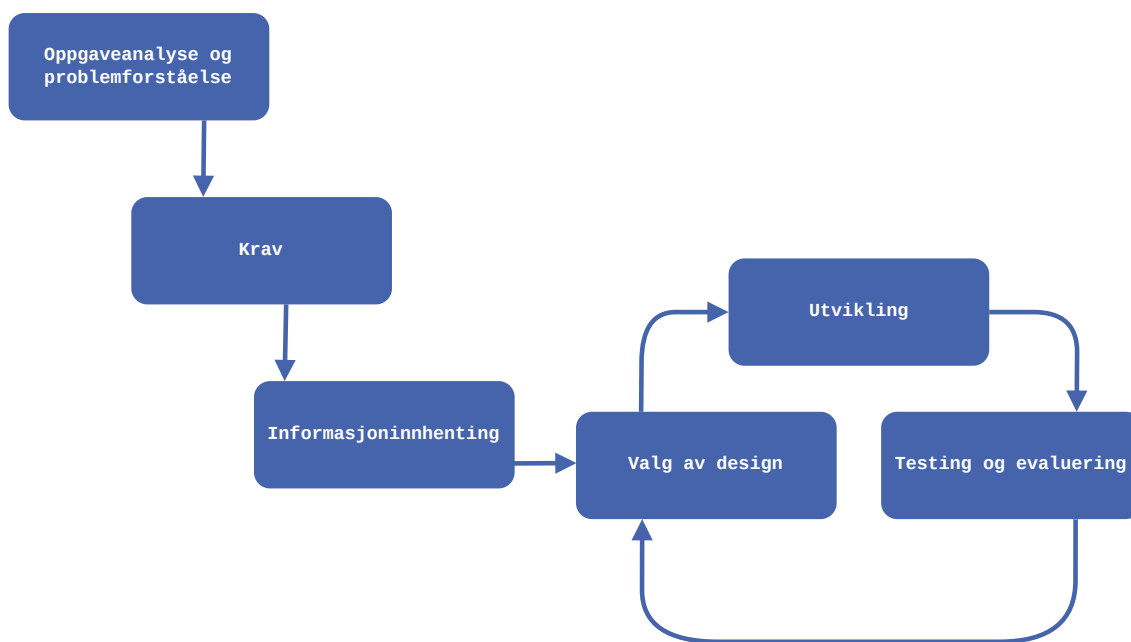 Oppgaveanalyse og
problemforståelse
Krav
Informasjoninnhenting
Utvikling
Valg av design
Testing og evaluering